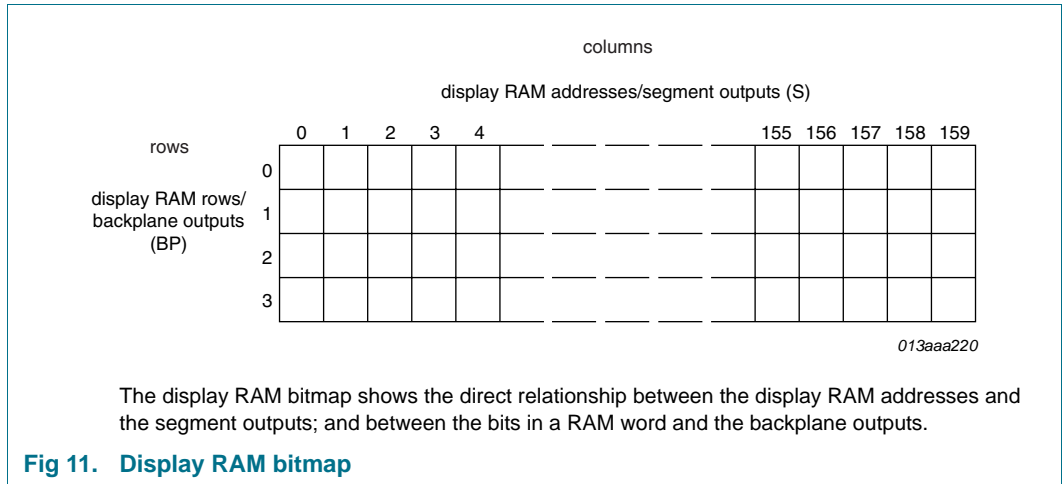 columns
display RAM addresses/segment outputs (S)
0 1 2 3 4 155 156 157 158 159
rows
0
display RAM rows/
backplane outputs
(BP)
1
2
3
013aaa220
The display RAM bitmap shows the direct relationship between the display RAM addresses and
the segment outputs; and between the bits in a RAM word and the backplane outputs.
Fig 11. Display RAM bitmap